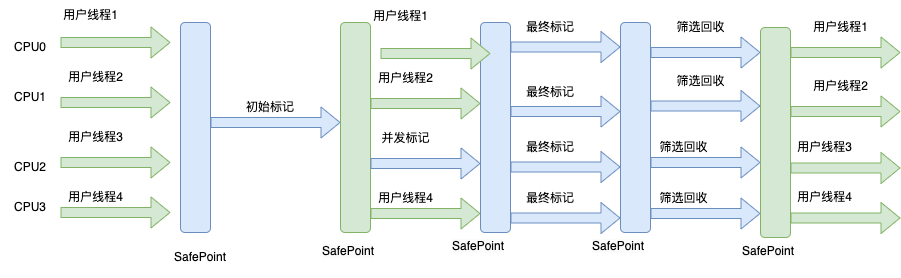 用户线程1
用户线程1
最终标记
筛选回收
用户线程1
CPU0
用户线程2
用户线程2
最终标记
筛选回收
用户线程2
CPU1
初始标记
用户线程3
并发标记
最终标记
筛选回收
用户线程3
CPU2
用户线程4
用户线程4
最终标记
筛选回收
用户线程4
CPU3
SafePoint
SafePoint
SafePoint
SafePoint
SafePoint